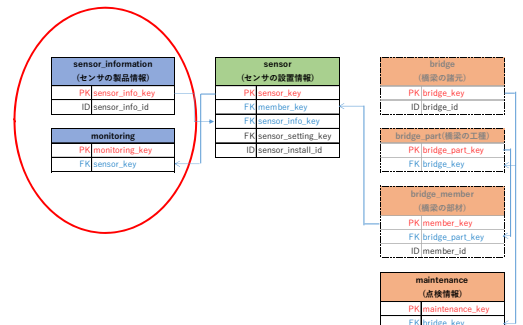 sensor_information
(センサの製品情報)
PK sensor_info_key
ID sensor_info_id
monitoring
PK monitoring_key
FK sensor_key
sensor
(センサの設置情報)
PK sensor_key
FK member_key
FK sensor_info_key
FK sensor_setting_key
ID sensor_install_id
bridge
(橋梁の諸元)
PK bridge_key
ID bridge_id
bridge_part(橋梁の工種)
PK bridge_part_key
FK bridge_key
bridge_member
(橋梁の部材)
PK member_key
FK bridge_part_key
ID member_id
maintenance
(点検情報)
PK maintenance_key
FK bridge_key